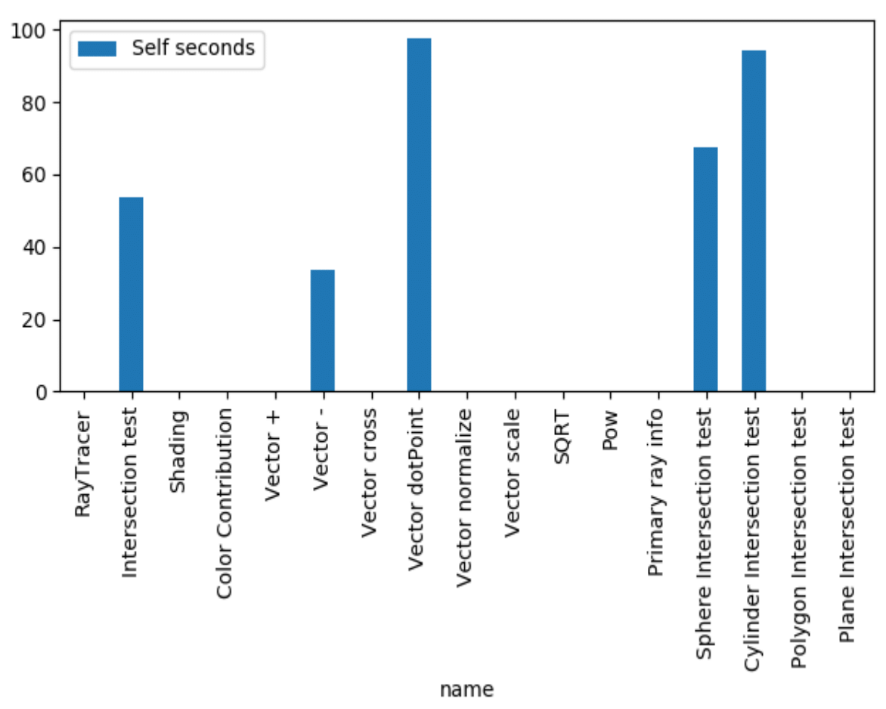 100
80
60
40
20
0
Self seconds
RayTracer
Intersection test
Shading
Color Contribution
Vector +
Vector -
Vector cross
Vector dotPoint
Vector normalize
Vector scale
SQRT
Pow
Primary ray info
Sphere Intersection test
Cylinder Intersection test
Polygon Intersection test
Plane Intersection test
name